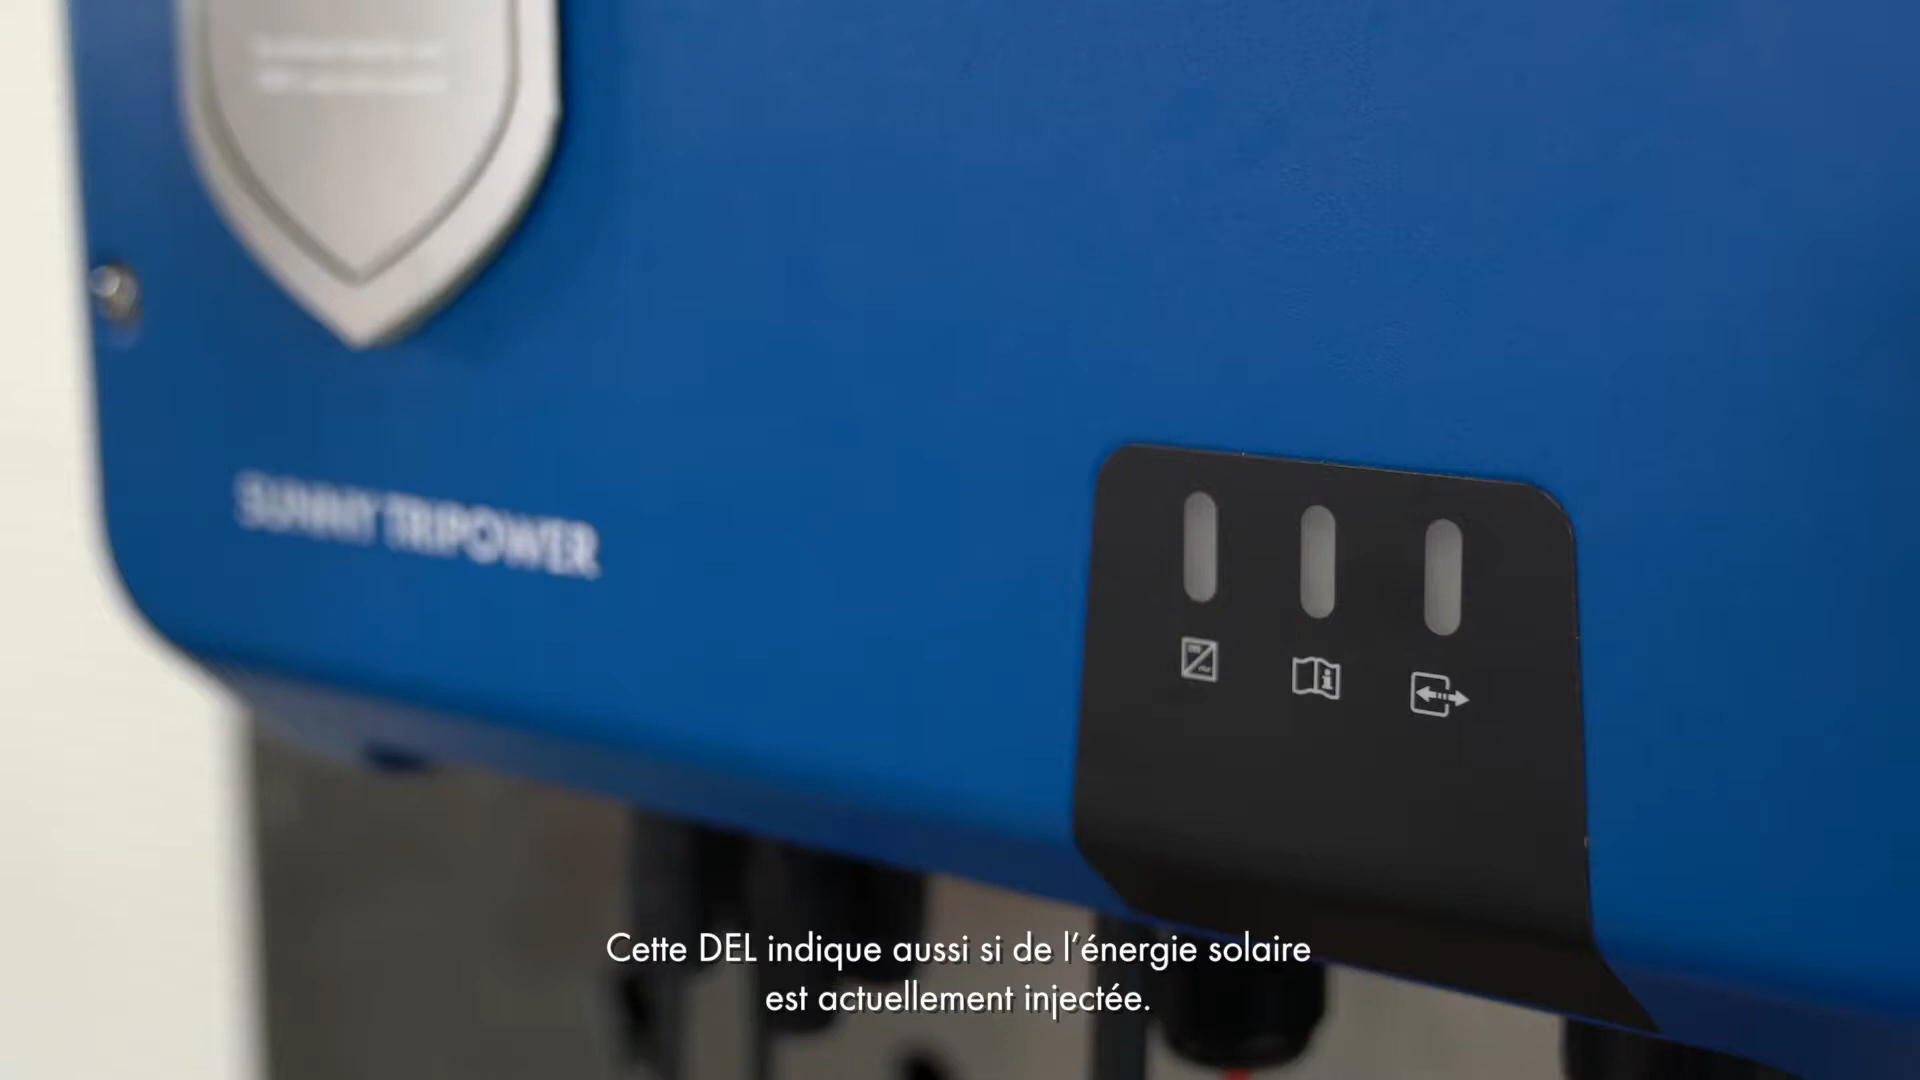 SUNNY TRIPOWER
Cette DEL indique aussi si de l'énergie solaire
est actuellement injectée.